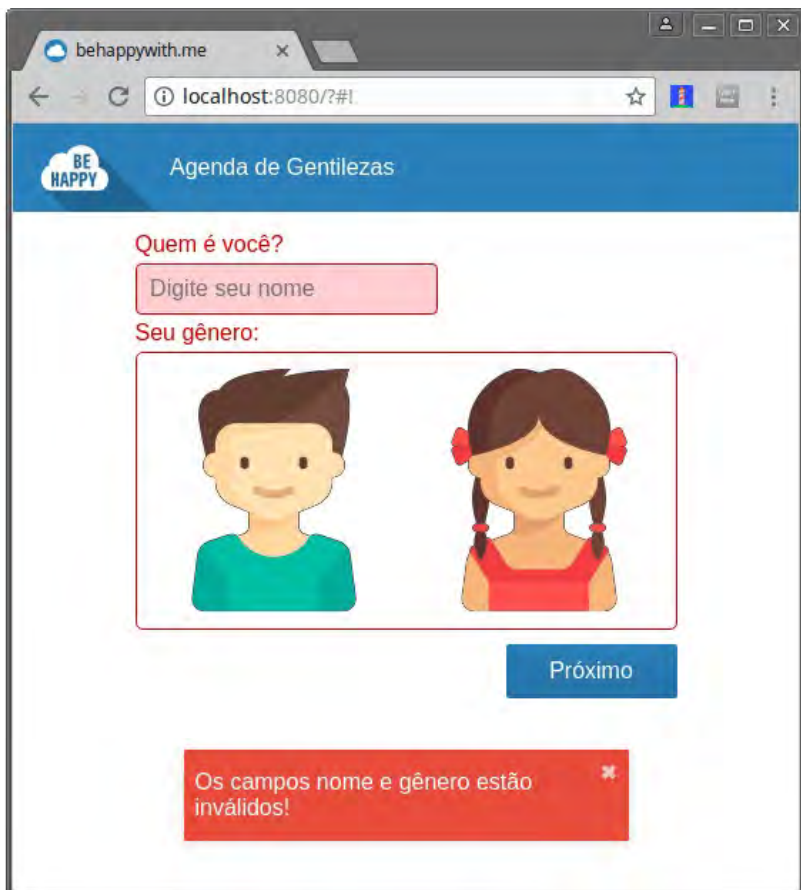 behappywith.me
localhost:8080/?#!
BE
HAPPY
Agenda de Gentilezas
Quem é você?
Digite seu nome
Seu gênero:
Próximo
Os campos nome e gênero estão
inválidos!